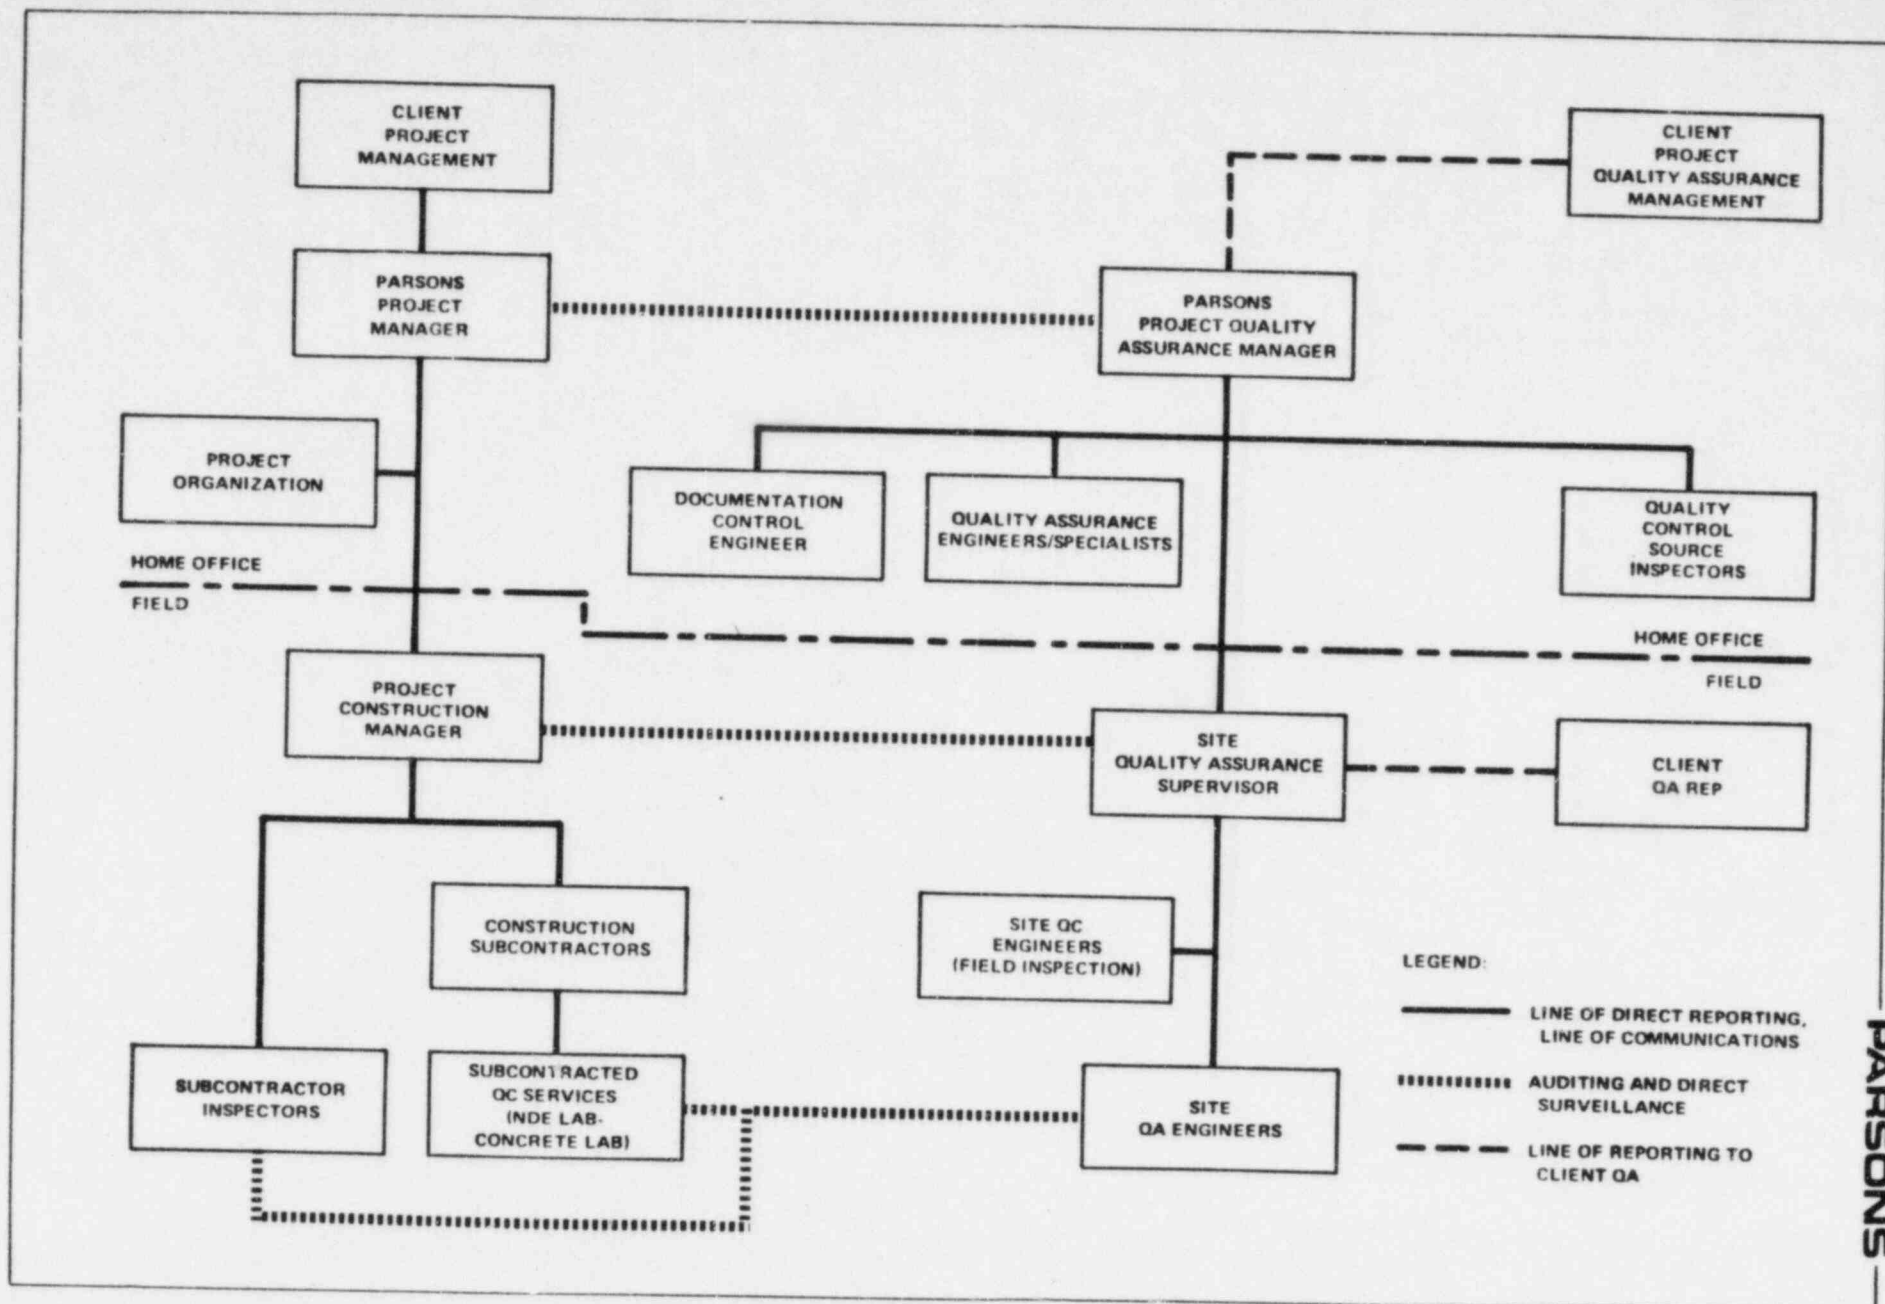 CLIENT
PROJECT
MANAGEMENT
CLIENT
PROJECT
QUALITY ASSURANCE
MANAGEMENT
PARSONS
PROJECT
MANAGER
PARSONS
PROJECT QUALITY
ASSURANCE MANAGER
PROJECT
ORGANIZATION
DOCUMENTATION
CONTROL
ENGINEER
QUALITY ASSURANCE
ENGINEERS/SPECIALISTS
QUALITY
CONTROL
SOURCE
INSPECTORS
HOME OFFICE
FIELD
HOME OFFICE
FIELD
PROJECT
CONSTRUCTION
MANAGER
SITE
QUALITY ASSURANCE
SUPERVISOR
CLIENT
QA REP
CONSTRUCTION
SUBCONTRACTORS
SITE QC
ENGINEERS
(FIELD INSPECTION)
SUBCONTRACTOR
INSPECTORS
SUBCONTRACTED
QC SERVICES
(NDE LAB-
CONCRETE LAB)
SITE
QA ENGINEERS
LEGEND:
LINE OF DIRECT REPORTING,
LINE OF COMMUNICATIONS
AUDITING AND DIRECT
SURVEILLANCE
LINE OF REPORTING TO
CLIENT QA
PARSONS